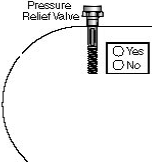 Pressure
Relief Valve
Yes
No